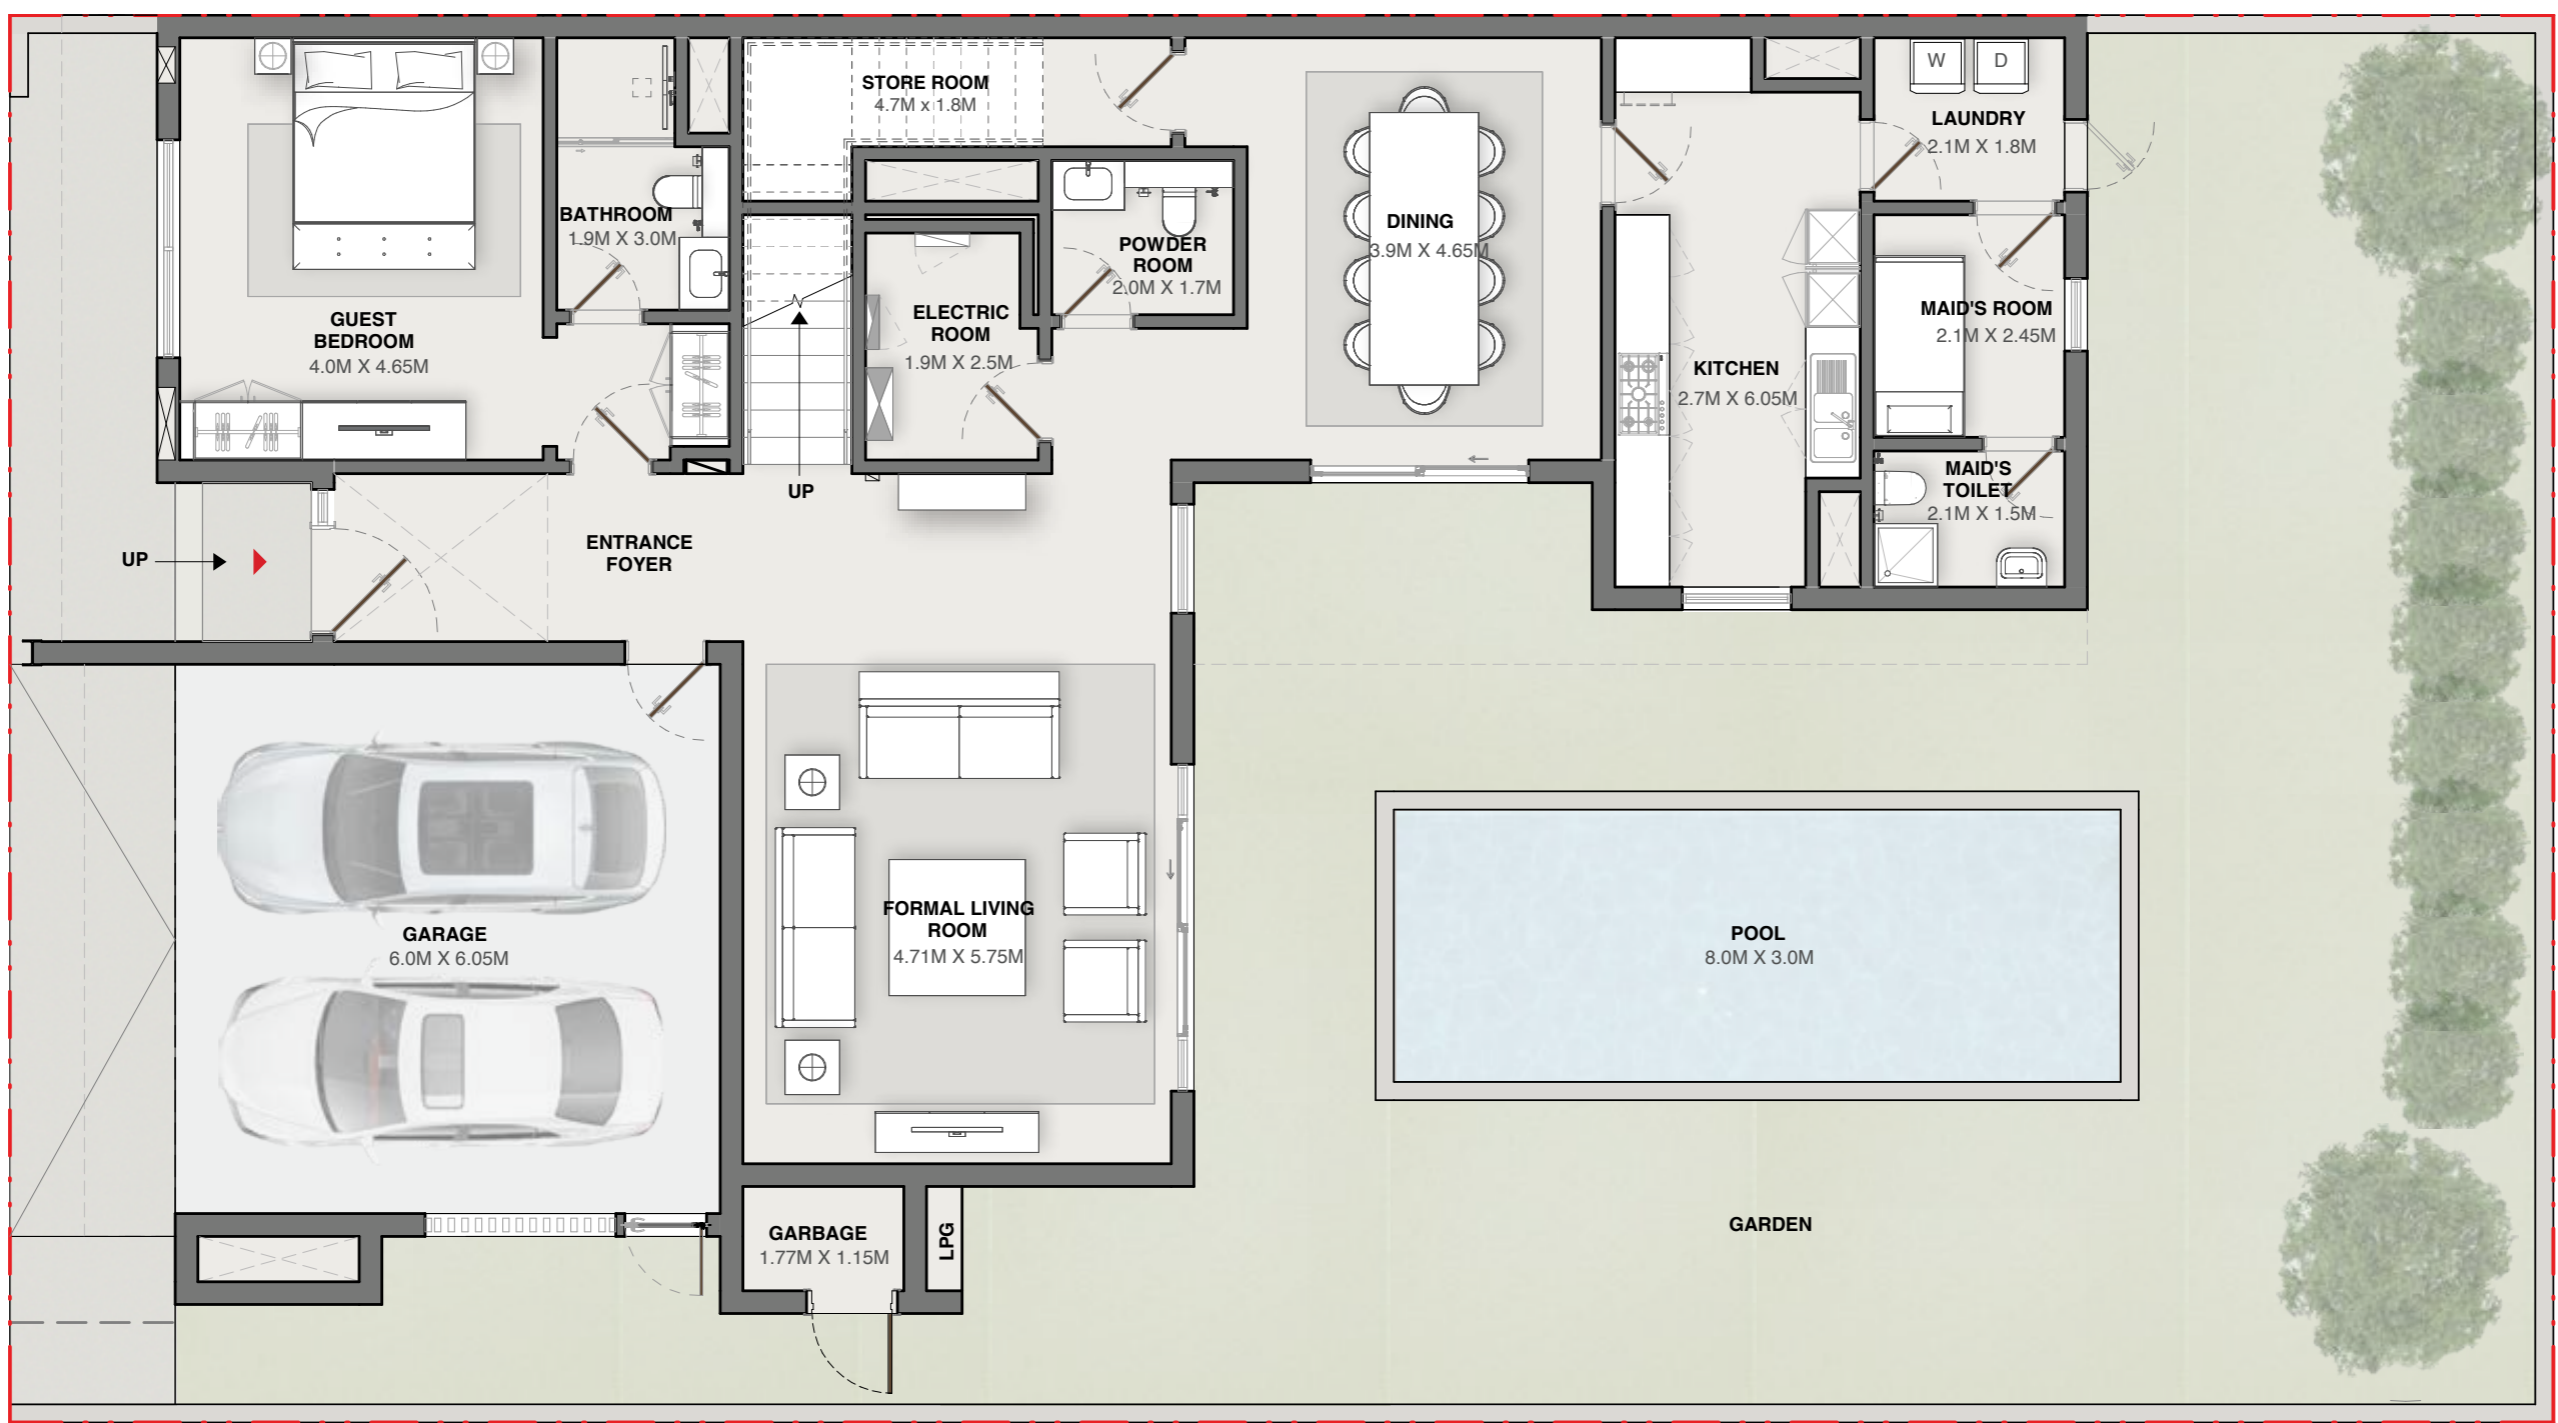 STORE ROOM
4.7M x 1.8M
W
D
LAUNDRY
2.1M X 1.8M
BATHROOM
1.9M X 3.0M
DINING
3.9M X 4.65M
POWDER
ROOM
2.0M X 1.7M
GUEST
BEDROOM
4.0M X 4.65M
ELECTRIC
ROOM
1.9M X 2.5M
MAID'S ROOM
2.1M X 2.45M
KITCHEN
2.7M X 6.05M
MAID'S
TOILET
2.1M X 1.5M
UP
UP
ENTRANCE
FOYER
FORMAL LIVING
ROOM
4.71M X 5.75M
GARAGE
6.0M X 6.05M
POOL
8.0M X 3.0M
GARBAGE
1.77M X 1.15M
LPG
GARDEN